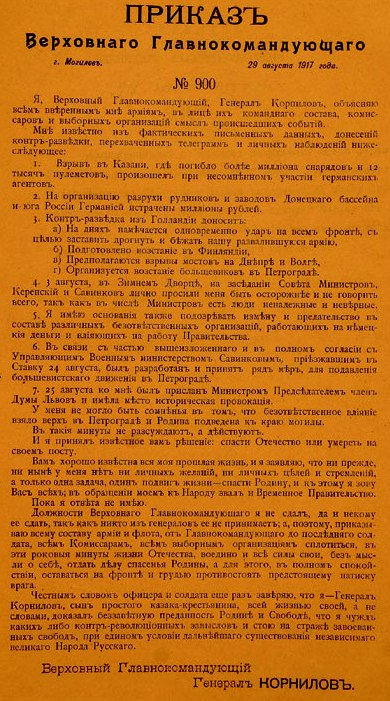 ПРИКАЗЪ
Верховнаго Главнокомандующаго
г. Могилев. 29 августа 1917 года.
№ 900
Я, Верховный Главнокомандующій, Генералъ Корниловъ, объясняю
всѣмъ ввѣреннымъ мнѣ арміямъ, въ лицѣ ихъ команднаго состава, комис-
саровъ и выборныхъ организацій смыслъ происшедшихъ событій.
Мнѣ извѣстно изъ фактическихъ письменныхъ данныхъ, донесеній
контръ-развѣдки, перехваченныхъ телеграммъ и личныхъ наблюденій ниже-
слѣдующее:
1. Взрывъ въ Казани, гдѣ погибло болѣе милліона снарядовъ и 12
тысячъ пулеметовъ, произошелъ при несомнѣнномъ участіи германскихъ
агентовъ.
2. На организацію разрухи рудниковъ и заводовъ Донецкаго бассейна
и юга Россіи Германіей истрачены милліоны рублей.
3. Контръ-развѣдка изъ Голландіи доноситъ:
а) На дняхъ намѣчается одновременно ударъ на всемъ фронтѣ, съ
цѣлью заставить дрогнуть и бѣжать нашу развалившуюся армію,
б) Подготовлено возстаніе въ Финляндіи,
в) Предполагаются взрывы мостовъ на Днѣпрѣ и Волгѣ,
г) Организуется возстаніе большевиковъ въ Петроградѣ.
4. 3 августа, въ Зимнемъ Дворцѣ, на засѣданіи Совѣта Министровъ,
Керенскій и Савинковъ лично просили меня быть осторожнѣе и не говорить
всего, такъ какъ въ числѣ Министровъ есть люди ненадежные и невѣрные.
5. Я имѣю основанія также подозрѣвать измѣну и предательство въ
составѣ различныхъ безотвѣтственныхъ организацій, работающихъ на нѣмец-
кія деньги и вліяющихъ на работу Правительства.
6. Въ связи съ частью вышеизложеннаго и въ полномъ согласіи съ
Управляющимъ Военнымъ министерствомъ Савинковымъ, пріѣзжавшимъ въ
Ставку 24 августа, былъ разработанъ и принятъ рядъ мѣръ, для подавленія
большевистскаго движенія въ Петроградѣ.
7. 25 августа ко мнѣ былъ присланъ Министромъ Предсѣдателемъ членъ
Думы Львовъ и имѣла мѣсто историческая провокація.
У меня не могло быть сомнѣнья въ томъ, что безотвѣтственное вліяніе
взяло верхъ въ Петроградѣ и Родина подведена къ краю могилы.
Въ такія минуты не разсуждаютъ, а дѣйствуютъ.
И я принялъ извѣстное вамъ рѣшеніе: спасти Отечество или умереть на
своемъ посту.
Вамъ хорошо извѣстна вся моя прошлая жизнь, и я заявляю, что ни прежде,
ни нынѣ у меня нѣтъ ни личныхъ желаній, ни личныхъ цѣлей и стремленій,
а только одна задача, одинъ подвигъ жизни—спасти Родину, и къ этому я зову
Васъ всѣхъ; въ обращеніи моемъ къ Народу звалъ и Временное Правительство.
Пока я отвѣта не имѣю.
Должности Верховнаго Главнокомандующаго я не сдалъ, да и некому
ее сдать, такъ какъ никто изъ генераловъ ее не принимаетъ; а, поэтому, приказы-
ваю всему составу арміи и флота, отъ Главнокомандующаго до послѣдняго сол-
дата, всѣмъ Комисарамъ, всѣмъ выборнымъ организаціямъ сплотиться, въ
эти роковыя минуты жизни Отечества, воедино и всѣ силы свои, безъ мыс-
ли о себѣ, отдать дѣлу спасенья Родины, а для этого, въ полномъ спокой-
ствіи, оставаться на фронтѣ и грудью противостоять предстоящему натиску
врага.
Честнымъ словомъ офицера и солдата еще разъ завѣряю, что я—Генералъ
Корниловъ, сынъ простого казака-крестьянина, всей жизнью своей, а не
словами, доказалъ беззавѣтную преданность Родинѣ и Свободѣ, что я чуждъ
какихъ либо контръ-революціонныхъ замысловъ и стою на стражѣ завоеван-
ныхъ свободъ, при единомъ условіи дальнѣйшаго существованія независимаго
великаго Народа Русскаго.
Верховный Главнокомандующій
Генералъ КОРНИЛОВЪ.